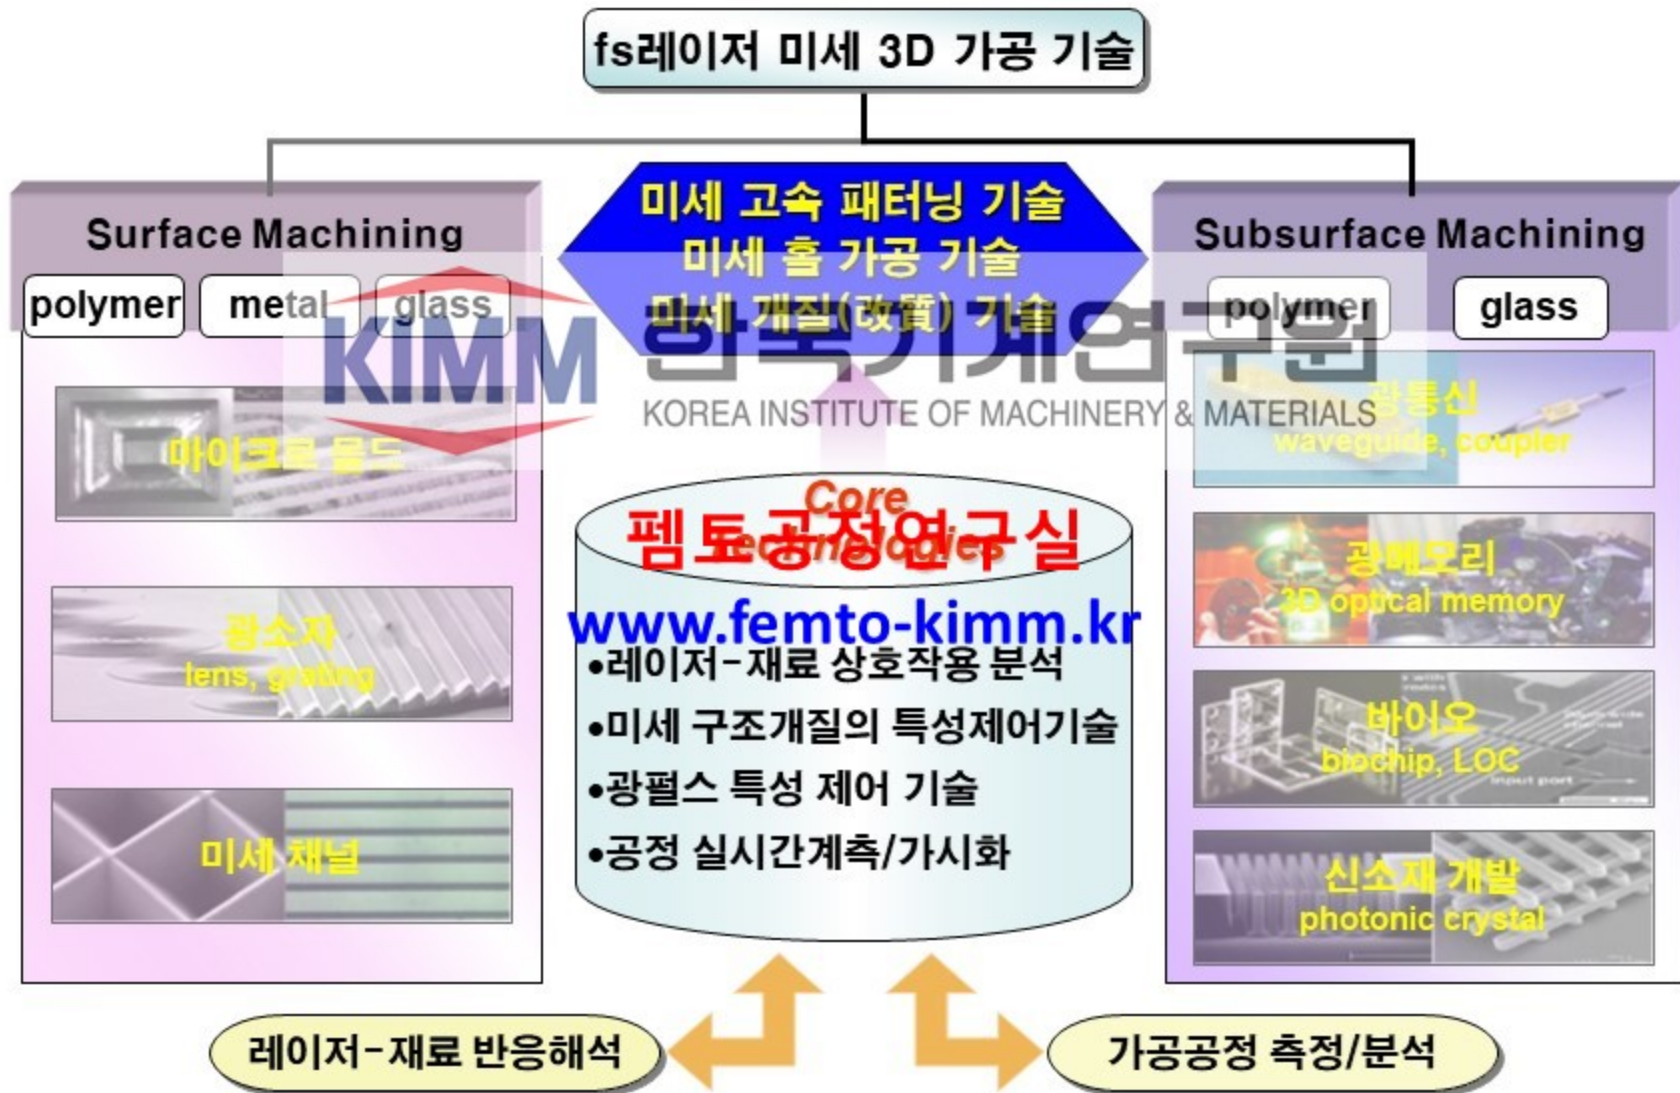 fs레이저 미세 3D 가공 기술
Surface Machining
polymer metal glass
마이크로 몰드
광소자
lens, grating
미세 채널
미세 고속 패터닝 기술
미세 홀 가공 기술
미세 개질(改質) 기술
KIMM 한국기계연구원
KOREA INSTITUTE OF MACHINERY & MATERIALS
Core
Technologies
펨토공정연구실
www.femto-kimm.kr
•레이저-재료 상호작용 분석
•미세 구조개질의 특성제어기술
•광펄스 특성 제어 기술
•공정 실시간계측/가시화
Subsurface Machining
polymer glass
광통신
waveguide, coupler
광메모리
3D optical memory
바이오
biochip, LOC
input port
신소재 개발
photonic crystal
레이저-재료 반응해석
가공공정 측정/분석